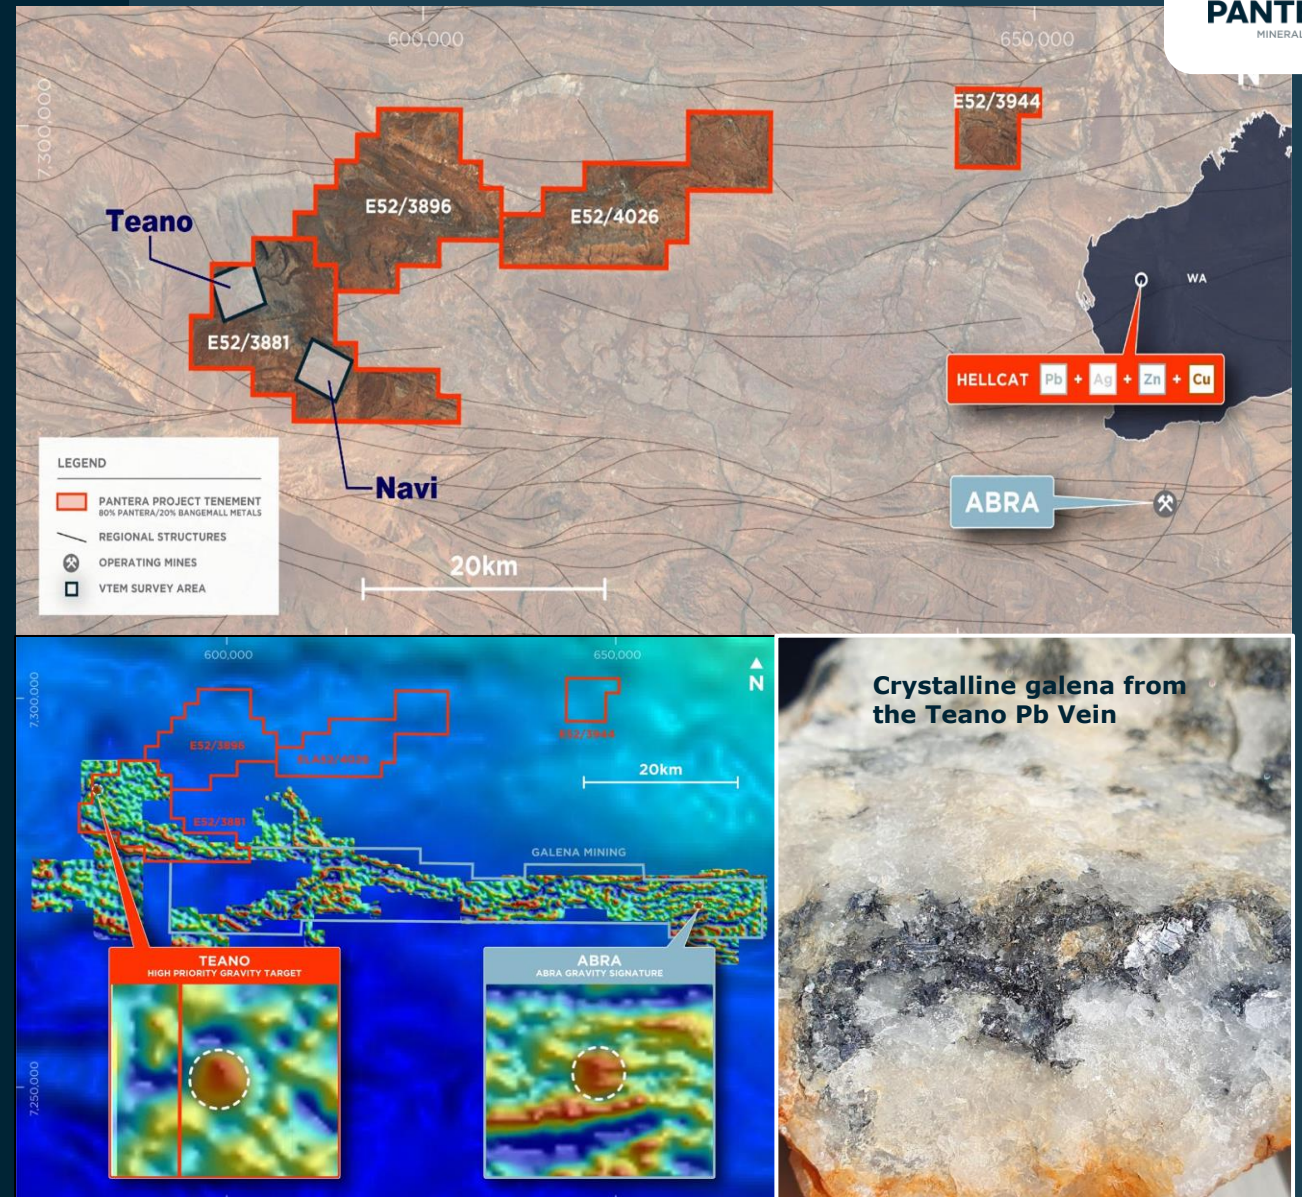 PANT
MINERAL
600,000
650,000
N
7,300,000
E52/3944
E52/3896
E52/4026
Teano
E52/3881
WA
HELLCAT Pb + Ag + Zn + Cu
Navi
ABRA
LEGEND
PANTERA PROJECT TENEMENT
80% PANTERA/20% BANGEMALL METALS
REGIONAL STRUCTURES
OPERATING MINES
VTEM SURVEY AREA
20km
600,000
650,000
N
7,300,000
E52/3896
E52/3944
20km
E52/3881
GALENA MINING
TEANO
HIGH PRIORITY GRAVITY TARGET
ABRA
ABRA GRAVITY SIGNATURE
7,250,000
Crystalline galena from
the Teano Pb Vein